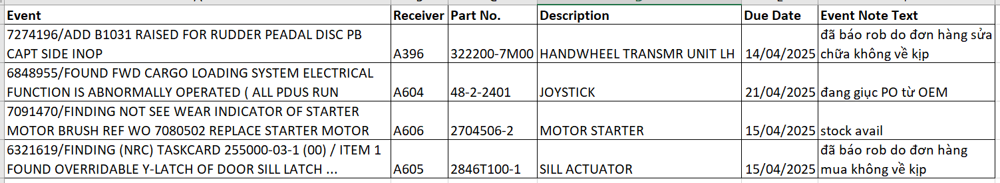 Event Receiver Part No. Description Due Date Event Note Text
7274196/ADD B1031 RAISED FOR RUDDER PEADAL DISC PB
CAPT SIDE INOP
A396 322200-7M00 HANDWHEEL TRANSMR UNIT LH 14/04/2025
đã báo rob do đơn hàng sửa
chữa không về kịp
6848955/FOUND FWD CARGO LOADING SYSTEM ELECTRICAL
FUNCTION IS ABNORMALLY OPERATED ( ALL PDUS RUN
A604 48-2-2401 JOYSTICK 21/04/2025 đang giục PO từ OEM
7091470/FINDING NOT SEE WEAR INDICATOR OF STARTER
MOTOR BRUSH REF WO 7080502 REPLACE STARTER MOTOR
A606 2704506-2 MOTOR STARTER 15/04/2025 stock avail
6321619/FINDING (NRC) TASKCARD 255000-03-1 (00) / ITEM 1
FOUND OVERRIDABLE Y-LATCH OF DOOR SILL LATCH ...
A605 2846T100-1 SILL ACTUATOR 15/04/2025
đã báo rob do đơn hàng
mua không về kịp